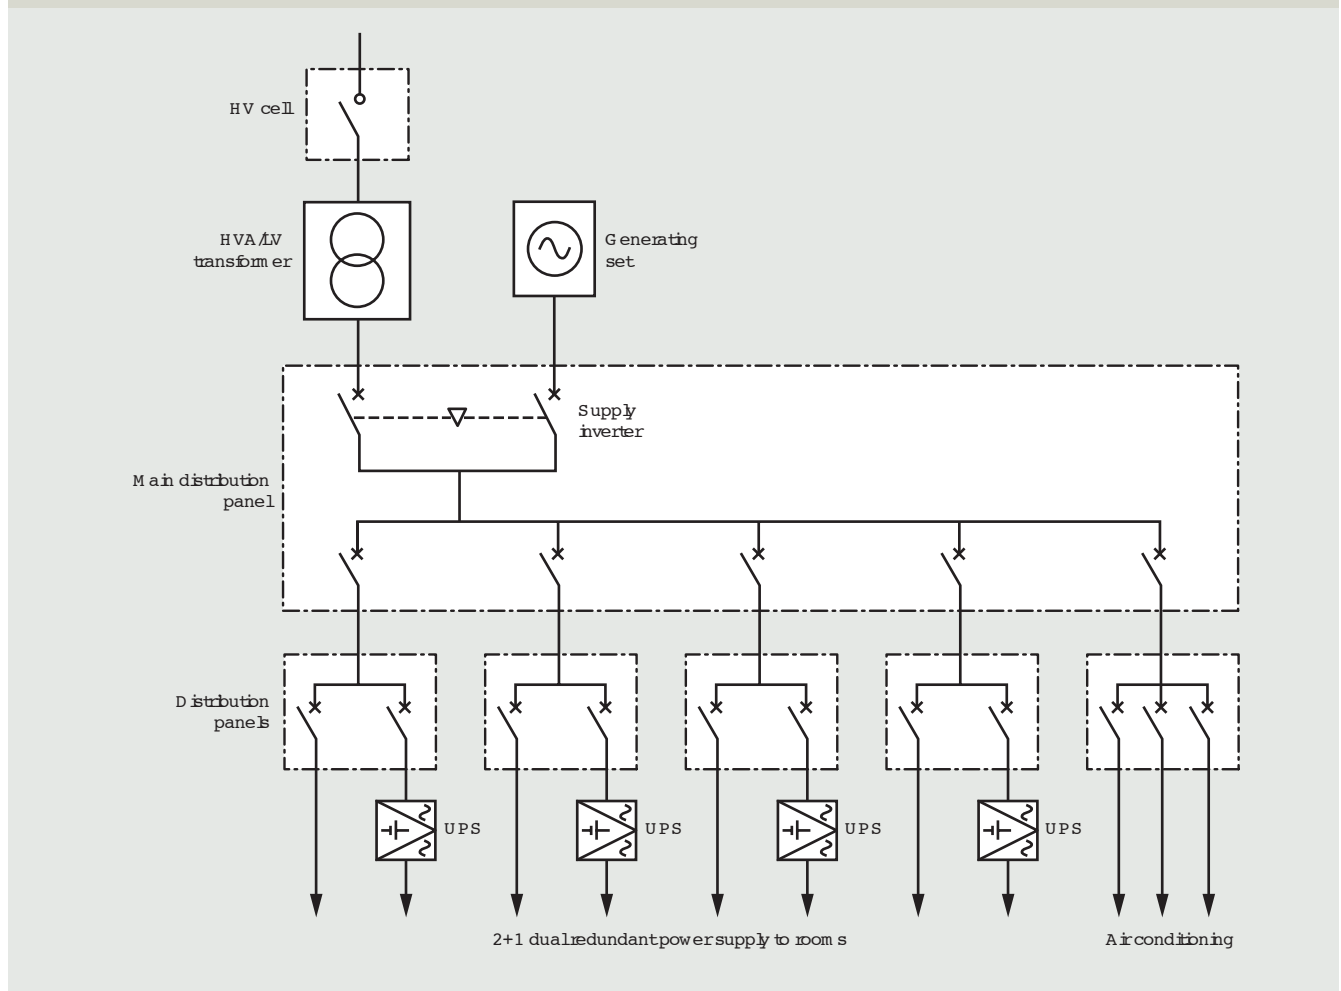 HV cell
HVA/LV
transformer
Generating
set
Supply
inverter
Main distribution
panel
Distribution
panels
UPS
UPS
UPS
UPS
2+1 dual redundant power supply to rooms
Air conditioning